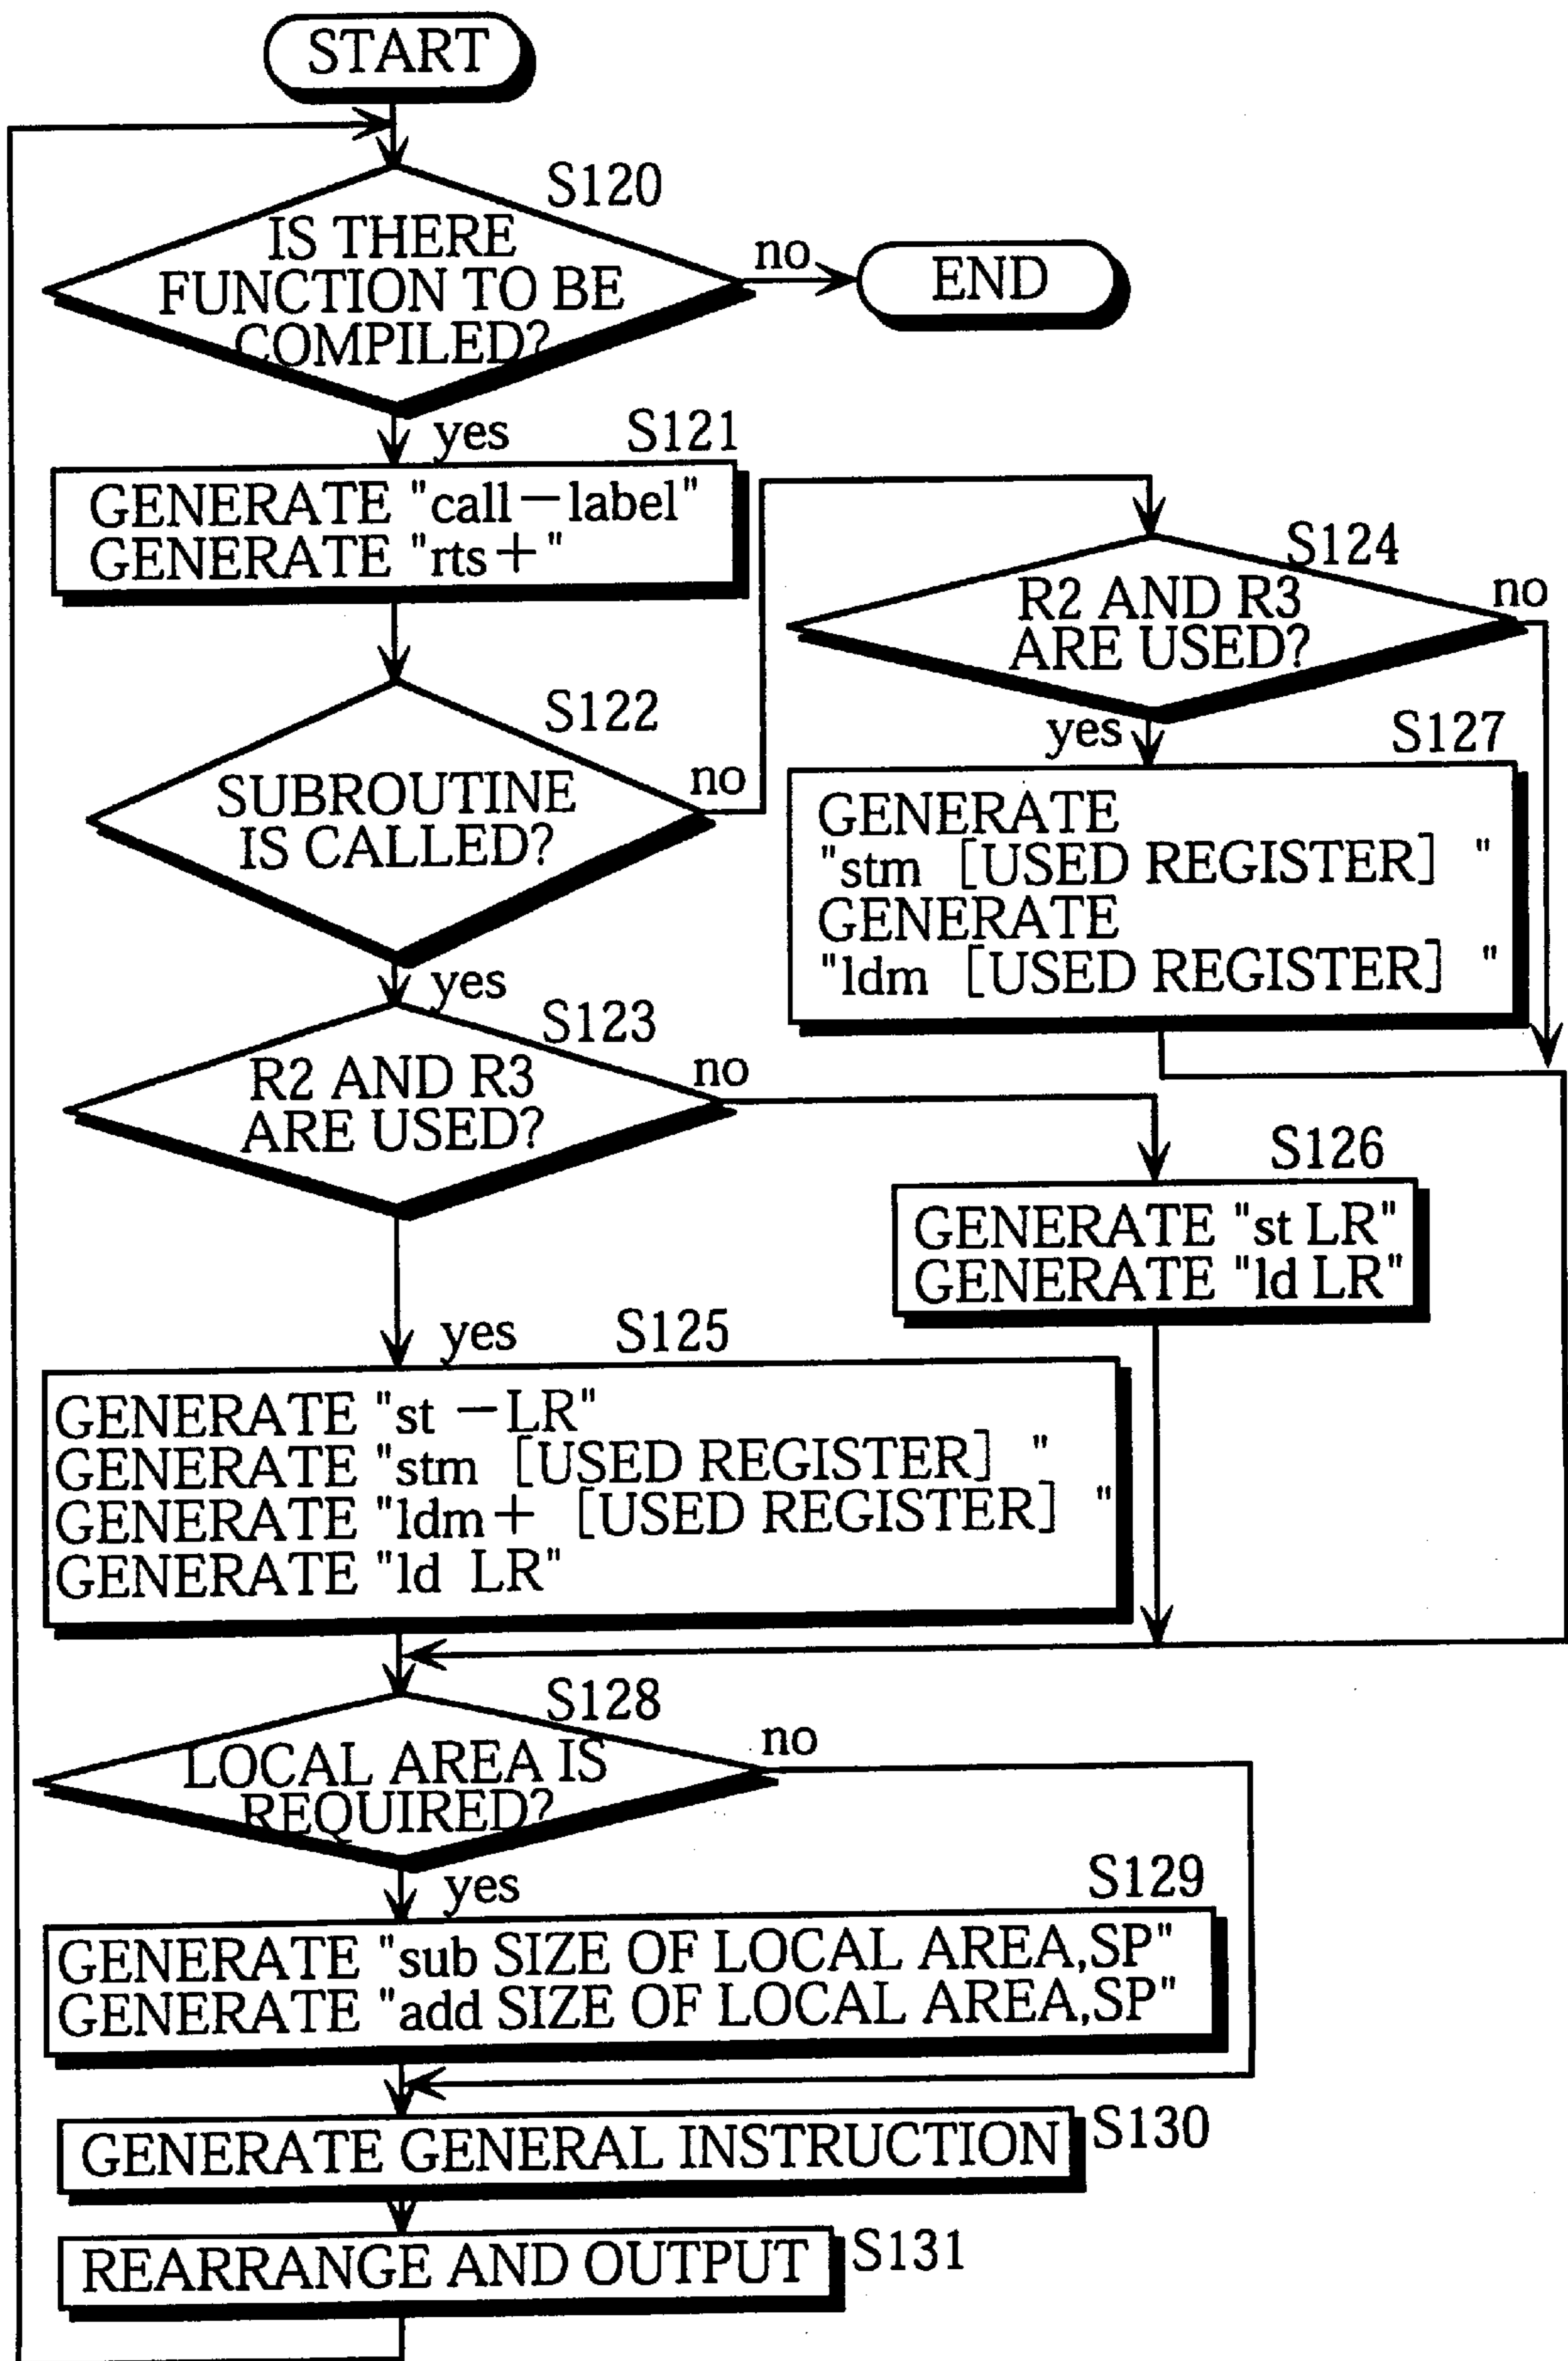 START
S120
IS THERE
FUNCTION TO BE
COMPILED?
no
END
yes
S121
GENERATE "call—label"
GENERATE "rts+"
S122
SUBROUTINE
IS CALLED?
no
yes
S124
R2 AND R3
ARE USED?
no
yes
S127
GENERATE
"stm [USED REGISTER] "
GENERATE
"ldm [USED REGISTER] "
S123
R2 AND R3
ARE USED?
no
S126
GENERATE "st LR"
GENERATE "ld LR"
yes
S125
GENERATE "st —LR"
GENERATE "stm [USED REGISTER] "
GENERATE "ldm+ [USED REGISTER] "
GENERATE "ld LR"
S128
LOCAL AREA IS
REQUIRED?
no
yes
S129
GENERATE "sub SIZE OF LOCAL AREA,SP"
GENERATE "add SIZE OF LOCAL AREA,SP"
GENERATE GENERAL INSTRUCTION
S130
REARRANGE AND OUTPUT
S131